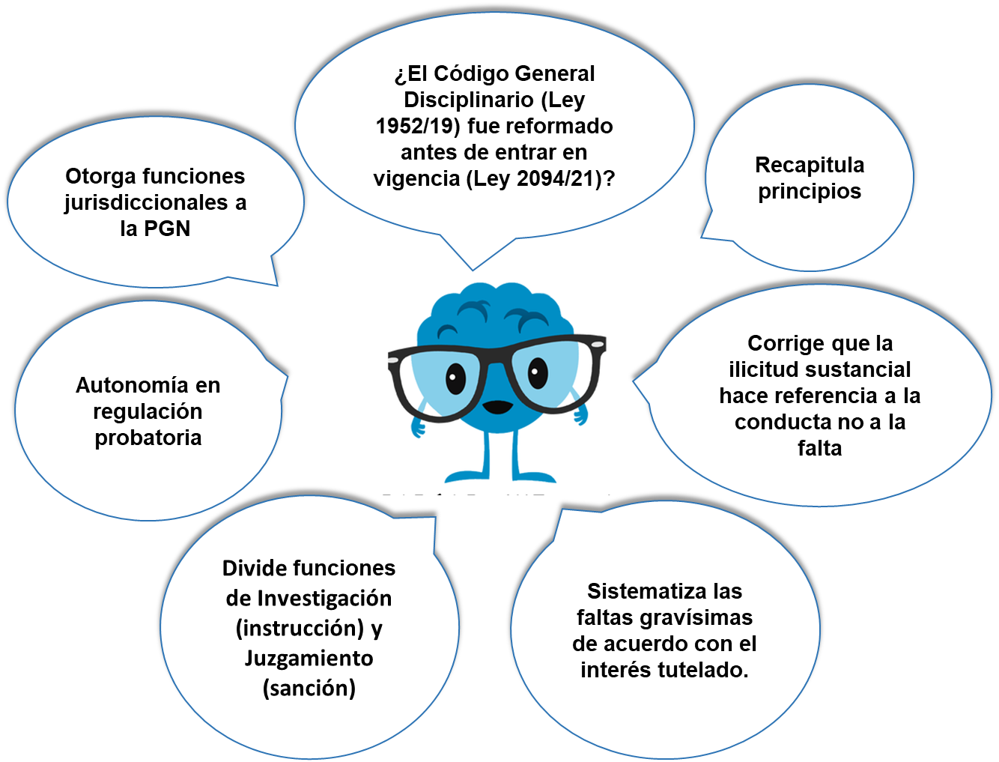 ¿El Código General
Disciplinario (Ley
1952/19) fue reformado
antes de entrar en
vigencia (Ley 2094/21)?
Recapitula
principios
Corrige que la
ilicitud sustancial
hace referencia a la
conducta no a la
falta
Sistematiza las
faltas gravísimas
de acuerdo con el
interés tutelado.
Divide funciones
de Investigación
(instrucción) y
Juzgamiento
(sanción)
Autonomía en
regulación
probatoria
Otorga funciones
jurisdiccionales a
la PGN